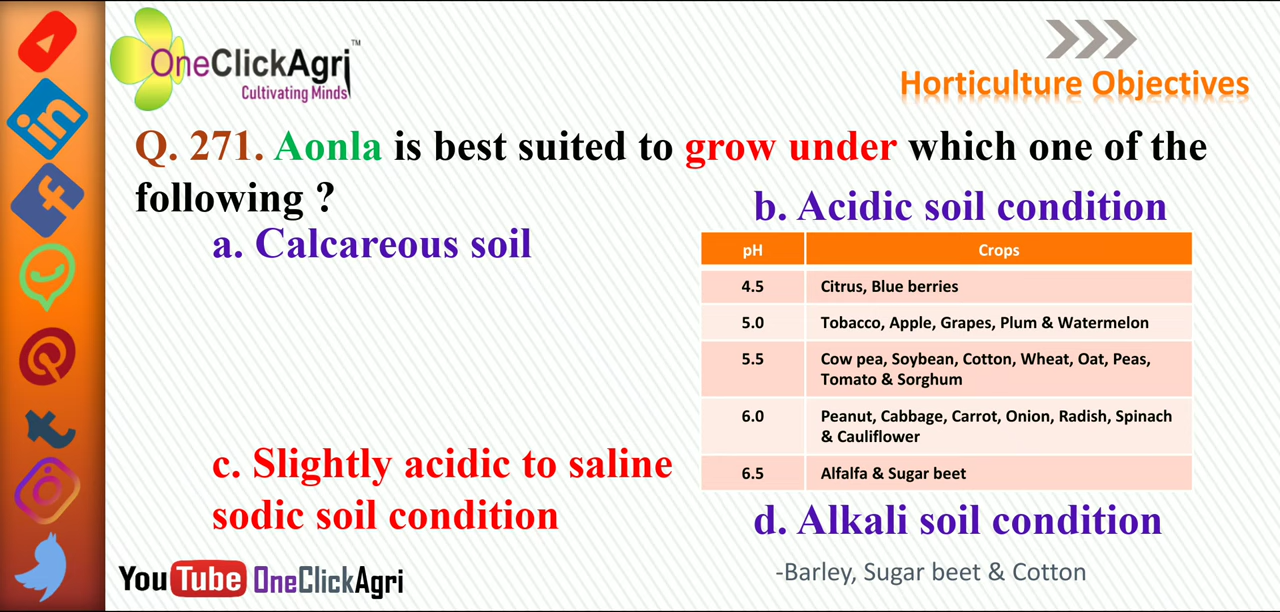 OneClickAgri™
Cultivating Minds
Horticulture Objectives
Q. 271. Aonla is best suited to grow under which one of the
following ?
a. Calcareous soil
b. Acidic soil condition
pH Crops
4.5 Citrus, Blue berries
5.0 Tobacco, Apple, Grapes, Plum & Watermelon
5.5 Cow pea, Soybean, Cotton, Wheat, Oat, Peas,
Tomato & Sorghum
6.0 Peanut, Cabbage, Carrot, Onion, Radish, Spinach
& Cauliflower
6.5 Alfalfa & Sugar beet
c. Slightly acidic to saline
sodic soil condition
d. Alkali soil condition
-Barley, Sugar beet & Cotton
YouTube OneClickAgri